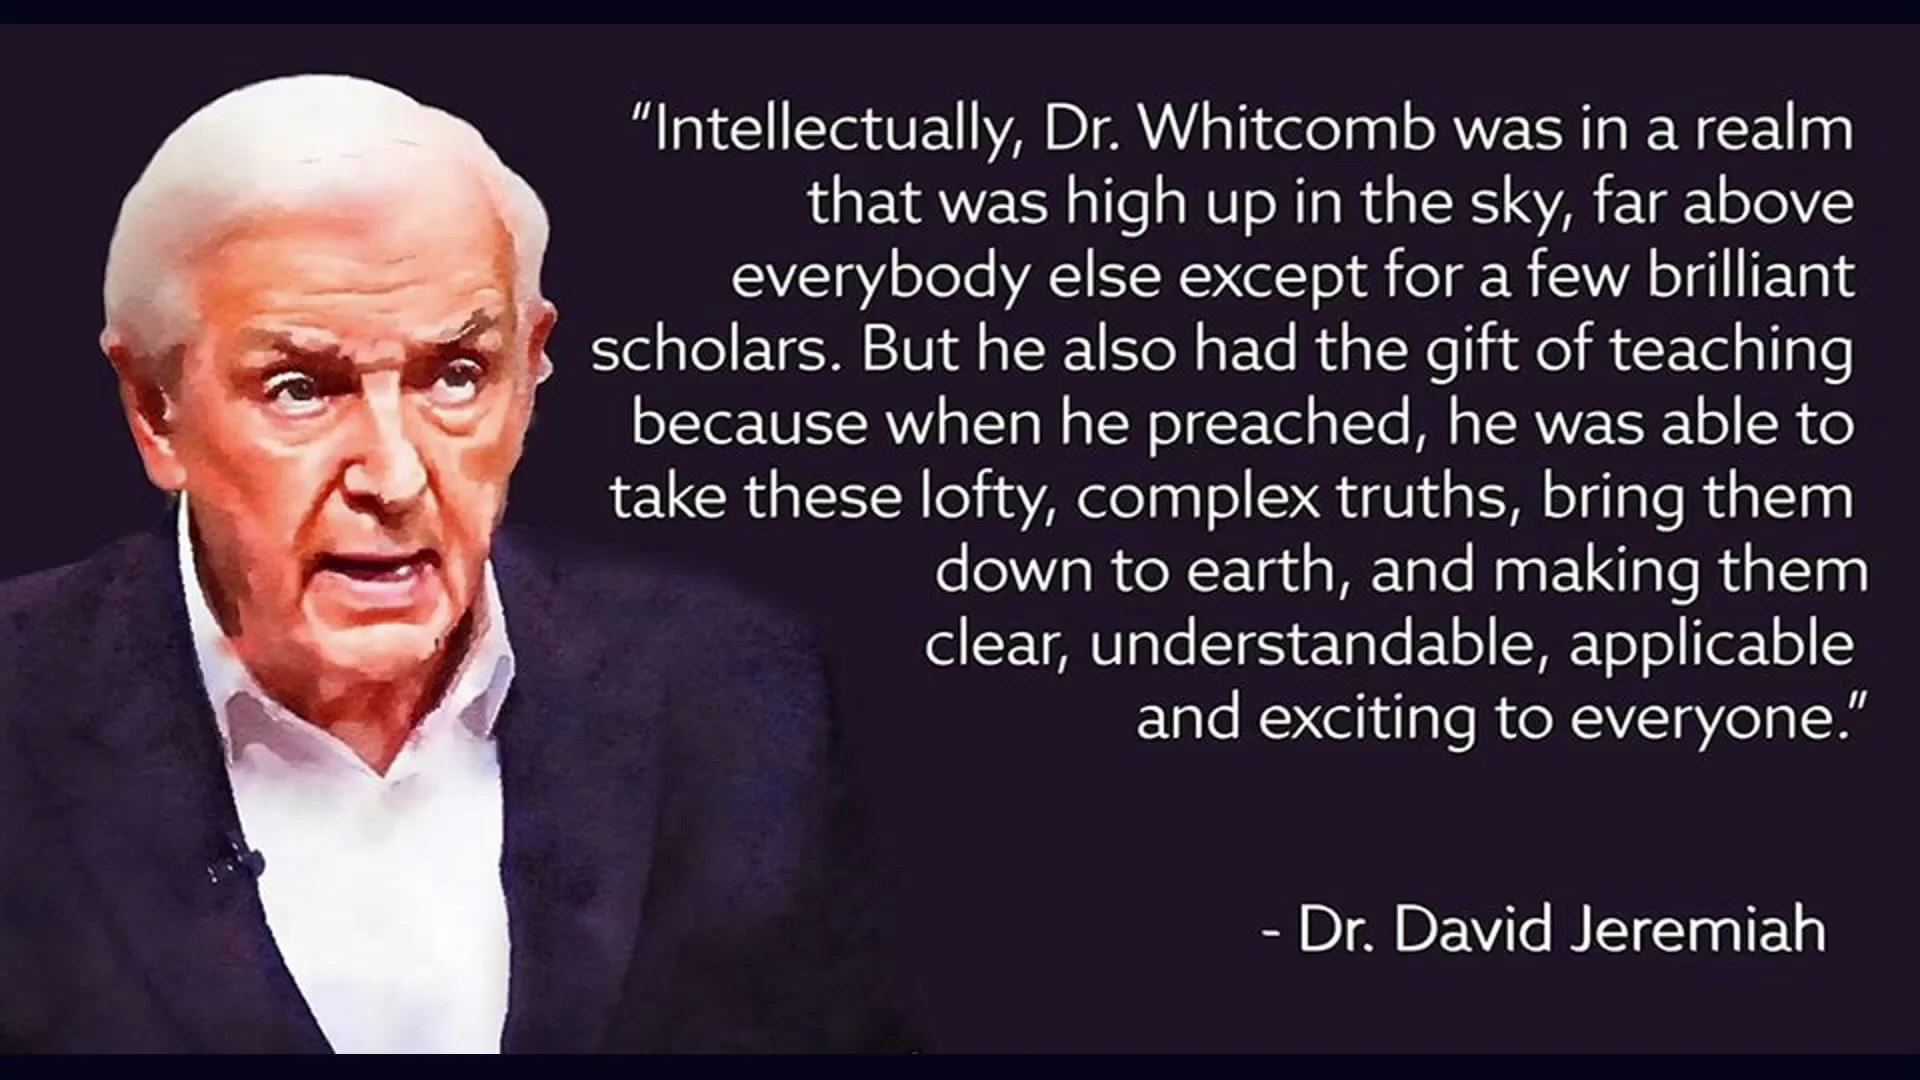 “Intellectually, Dr. Whitcomb was in a realm
that was high up in the sky, far above
everybody else except for a few brilliant
scholars. But he also had the gift of teaching
because when he preached, he was able to
take these lofty, complex truths, bring them
down to earth, and making them
clear, understandable, applicable
and exciting to everyone.”
- Dr. David Jeremiah